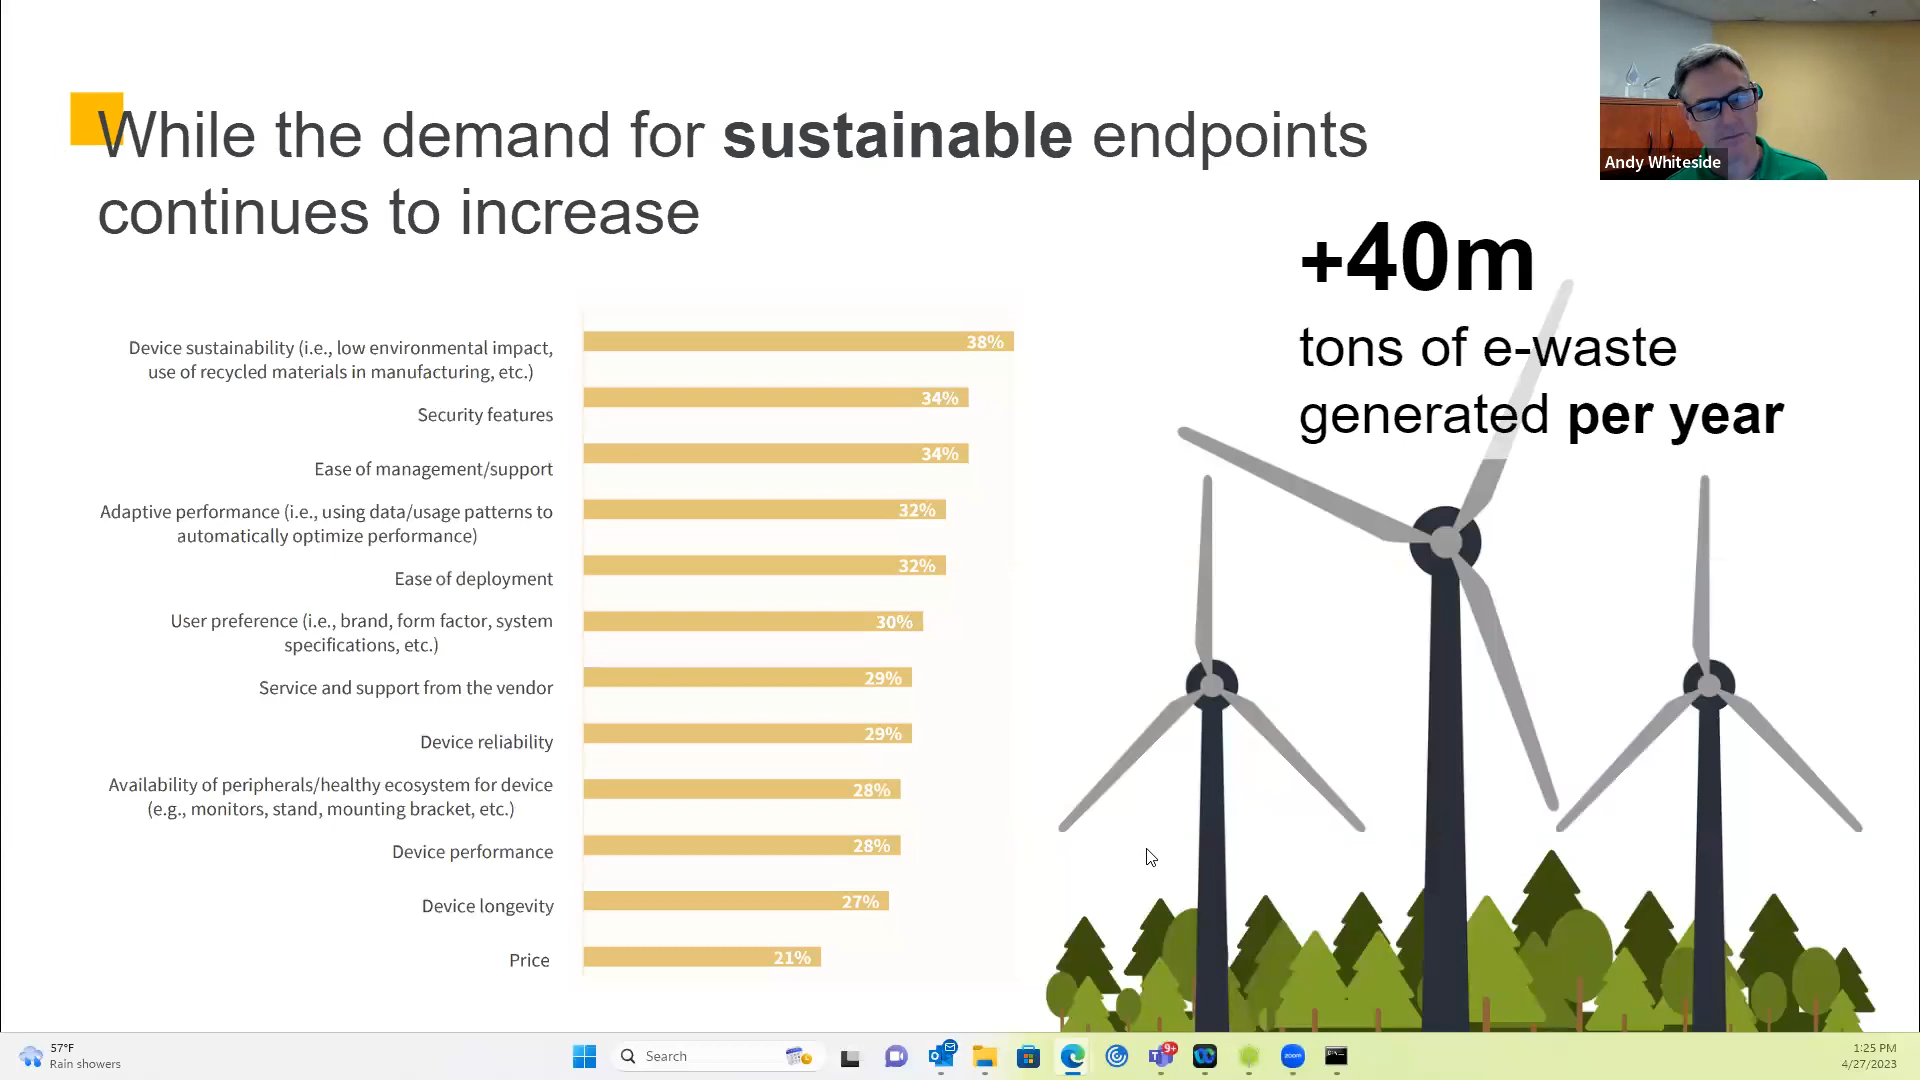 While the demand for sustainable endpoints
continues to increase
Andy Whiteside
+40m
tons of e-waste
generated per year
Device sustainability (i.e., low environmental impact,
use of recycled materials in manufacturing, etc.)
38%
Security features
34%
Ease of management/support
34%
Adaptive performance (i.e., using data/usage patterns to
automatically optimize performance)
32%
Ease of deployment
32%
User preference (i.e., brand, form factor, system
specifications, etc.)
30%
Service and support from the vendor
29%
Device reliability
29%
Availability of peripherals/healthy ecosystem for device
(e.g., monitors, stand, mounting bracket, etc.)
28%
Device performance
28%
Device longevity
27%
Price
21%
57°F
Rain showers
Search
9+
zoom
1:25 PM
4/27/2023